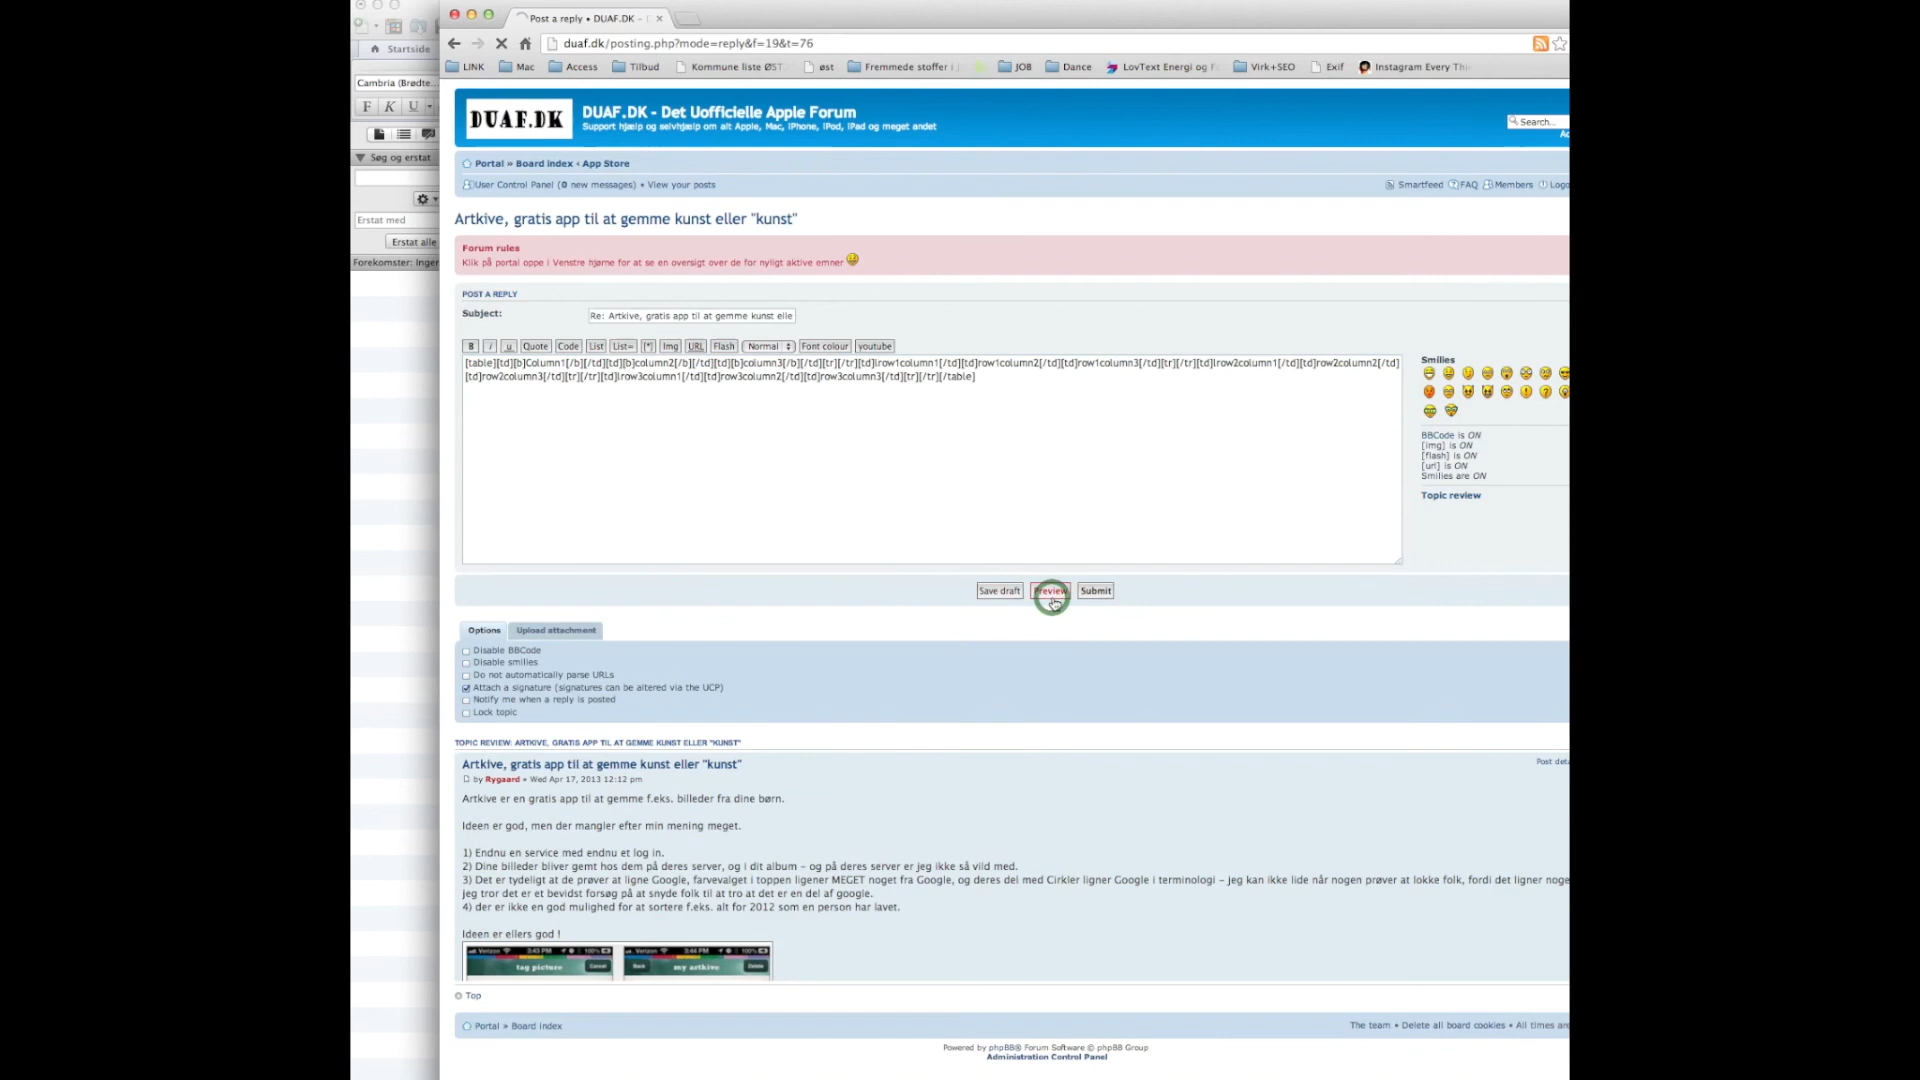 Post a reply • DUAF.DK -
Startside
duaf.dk/posting.php?mode=reply&f=19&t=76
LINK Mac Access Tilbud Kommune liste ØST øst Fremmede stoffer i JOB Dance LovText Energi og Virk+SEO Exif Instagram Every
Cambria (Brødte...
F K U
Søg og erstat
Erstat med
Erstat alle
Forekomster:
DUAF.DK
DUAF.DK - Det Uofficielle Apple Forum
Support hjælp og selvhjælp om alt Apple, Mac, iPhone, iPod, iPad og meget andet
Search...
Portal » Board index ‹ App Store
User Control Panel (0 new messages) • View your posts
Smartfeed FAQ Members
Artkive, gratis app til at gemme kunst eller "kunst"
Forum rules
Klik på portal oppe i Venstre hjørne for at se en oversigt over de for nyligt aktive emner
POST A REPLY
Subject: Re: Artkive, gratis app til at gemme kunst elle
B i u Quote Code List List= [*] Img URL Flash Normal Font colour youtube
[table][td][b]Column1[/b][/td][td][b]column2[/b][/td][td][b]column3[/b][/td][tr][/tr][td]lrow1column1[/td][td]row1column2[/td][td]row1column3[/td][tr][/tr][td]lrow2column1[/td][td]row2column2[/td]
[td]row2column3[/td][tr][/tr][td]lrow3column1[/td][td]row3column2[/td][td]row3column3[/td][tr][/tr][/table]
Smilies
BBCode is ON
[img] is ON
[flash] is ON
[url] is ON
Smilies are ON
Topic review
Save draft Preview Submit
Options Upload attachment
Disable BBCode
Disable smilies
Do not automatically parse URLs
Attach a signature (signatures can be altered via the UCP)
Notify me when a reply is posted
Lock topic
TOPIC REVIEW: ARTKIVE, GRATIS APP TIL AT GEMME KUNST ELLER "KUNST"
Artkive, gratis app til at gemme kunst eller "kunst"
Post
by Rygaard » Wed Apr 17, 2013 12:12 pm
Artkive er en gratis app til at gemme f.eks. billeder fra dine børn.
Ideen er god, men der mangler efter min mening meget.
1) Endnu en service med endnu et log in.
2) Dine billeder bliver gemt hos dem på deres server, og i dit album – og på deres server er jeg ikke så vild med.
3) Det er tydeligt at de prøver at ligne Google, farvevalget i toppen ligener MEGET noget fra Google, og deres del med Cirkler ligner Google i terminologi – jeg kan ikke lide når nogen prøver at lokke folk, fordi det ligner noge
jeg tror det er et bevidst forsøg på at snyde folk til at tro at det er en del af google.
4) der er ikke en god mulighed for at sortere f.eks. alt for 2012 som en person har lavet.
Ideen er ellers god !
Verizon 3:43 PM 100% Verizon 3:44 PM 100%
tag picture Cancel Back my artkive Delete
Top
Portal » Board index
The team • Delete all board cookies • All times
Powered by phpBB® Forum Software © phpBB Group
Administration Control Panel